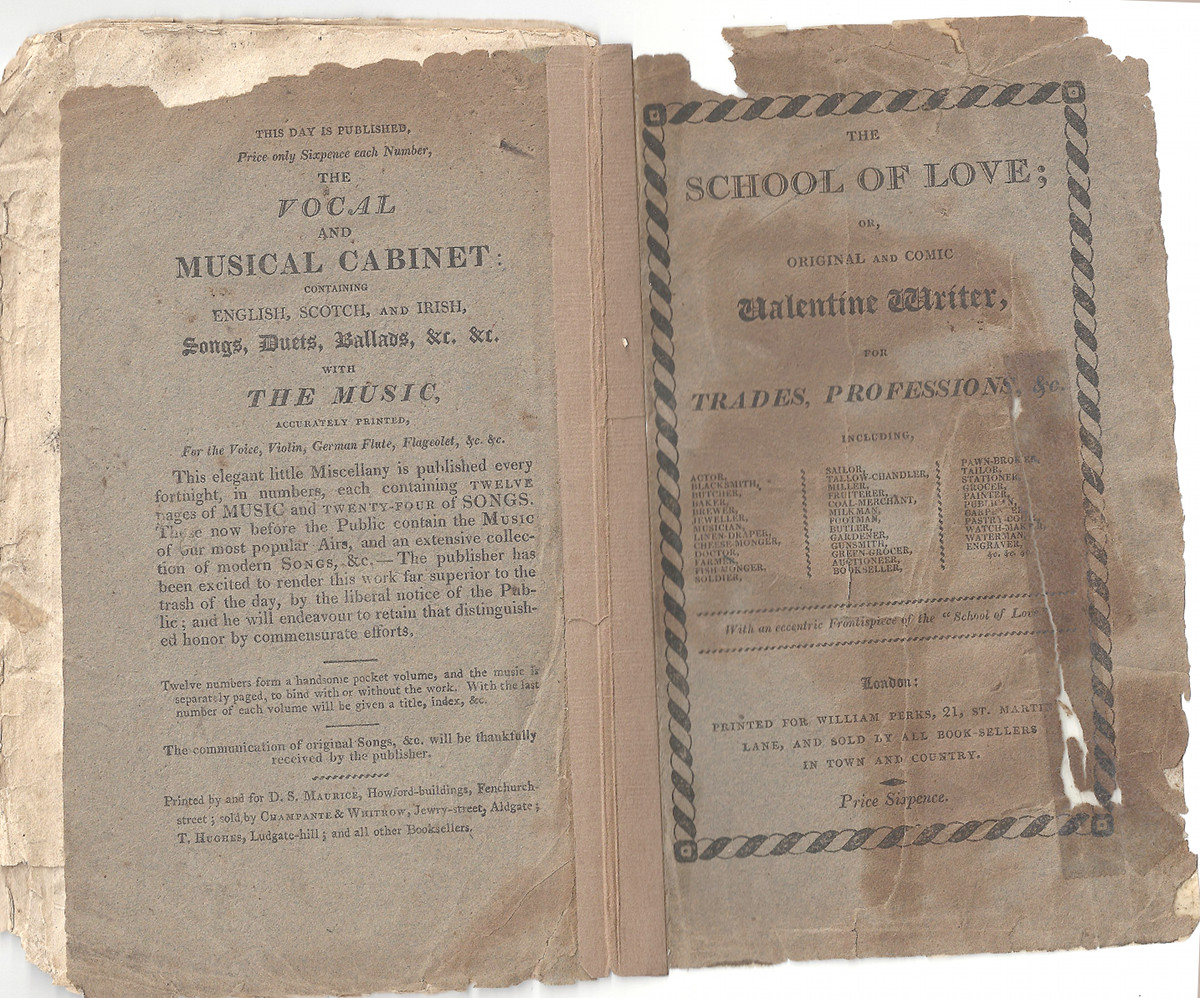 THIS DAY IS PUBLISHED,
Price only Sixpence each Number,
THE
VOCAL
AND
MUSICAL CABINET:
CONTAINING
ENGLISH, SCOTCH, AND IRISH,
Songs, Duets, Ballads, &c. &c.
WITH
THE MUSIC,
ACCURATELY PRINTED,
For the Voice, Violin, German Flute, Flageolet, &c. &c.
This elegant little Miscellany is published every
fortnight, in numbers, each containing TWELVE
pages of MUSIC and TWENTY-FOUR of SONGS.
Those now before the Public contain the Music
of our most popular Airs, and an extensive collec-
tion of modern SONGS, &c.—The publisher has
been excited to render this work far superior to the
trash of the day, by the liberal notice of the Pub-
lic; and he will endeavour to retain that distinguish-
ed honor by commensurate efforts.
Twelve numbers form a handsome pocket volume, and the music is
separately paged, to bind with or without the work. With the last
number of each volume will be given a title, index, &c.
The communication of original Songs, &c. will be thankfully
received by the publisher.
Printed by and for D. S. MAURICE, Howford-buildings, Fenchurch-
street; sold by CHAMPANTE & WHITROW, Jewry-street, Aldgate;
T. HUGHES, Ludgate-hill; and all other Booksellers.
THE
SCHOOL OF LOVE;
OR,
ORIGINAL AND COMIC
Valentine Writer,
FOR
TRADES, PROFESSIONS, &c.
INCLUDING,
ACTOR,
BLACKSMITH,
BUTCHER,
BAKER,
BREWER,
JEWELLER,
MUSICIAN,
LINEN-DRAPER,
CHEESE-MONGER,
DOCTOR,
FARMER,
FISH-MONGER,
SOLDIER,
SAILOR,
TALLOW-CHANDLER,
MILLER,
FRUITERER,
COAL-MERCHANT,
MILKMAN,
FOOTMAN,
BUTLER,
GARDENER,
GUNSMITH,
GREEN-GROCER,
AUCTIONEER,
BOOKSELLER,
PAWN-BROKER,
TAILOR,
STATIONER
GROCER,
PAINTER,
PUBLICAN,
PASTRY-COOK,
WATCH-MAKER,
WATERMAN,
ENGRAVER,
&c. &c. &c.
With an eccentric Frontispiece of the "School of Love
London:
PRINTED FOR WILLIAM PERKS, 21, ST. MARTIN
LANE, AND SOLD BY ALL BOOK-SELLERS
IN TOWN AND COUNTRY.
Price Sixpence.